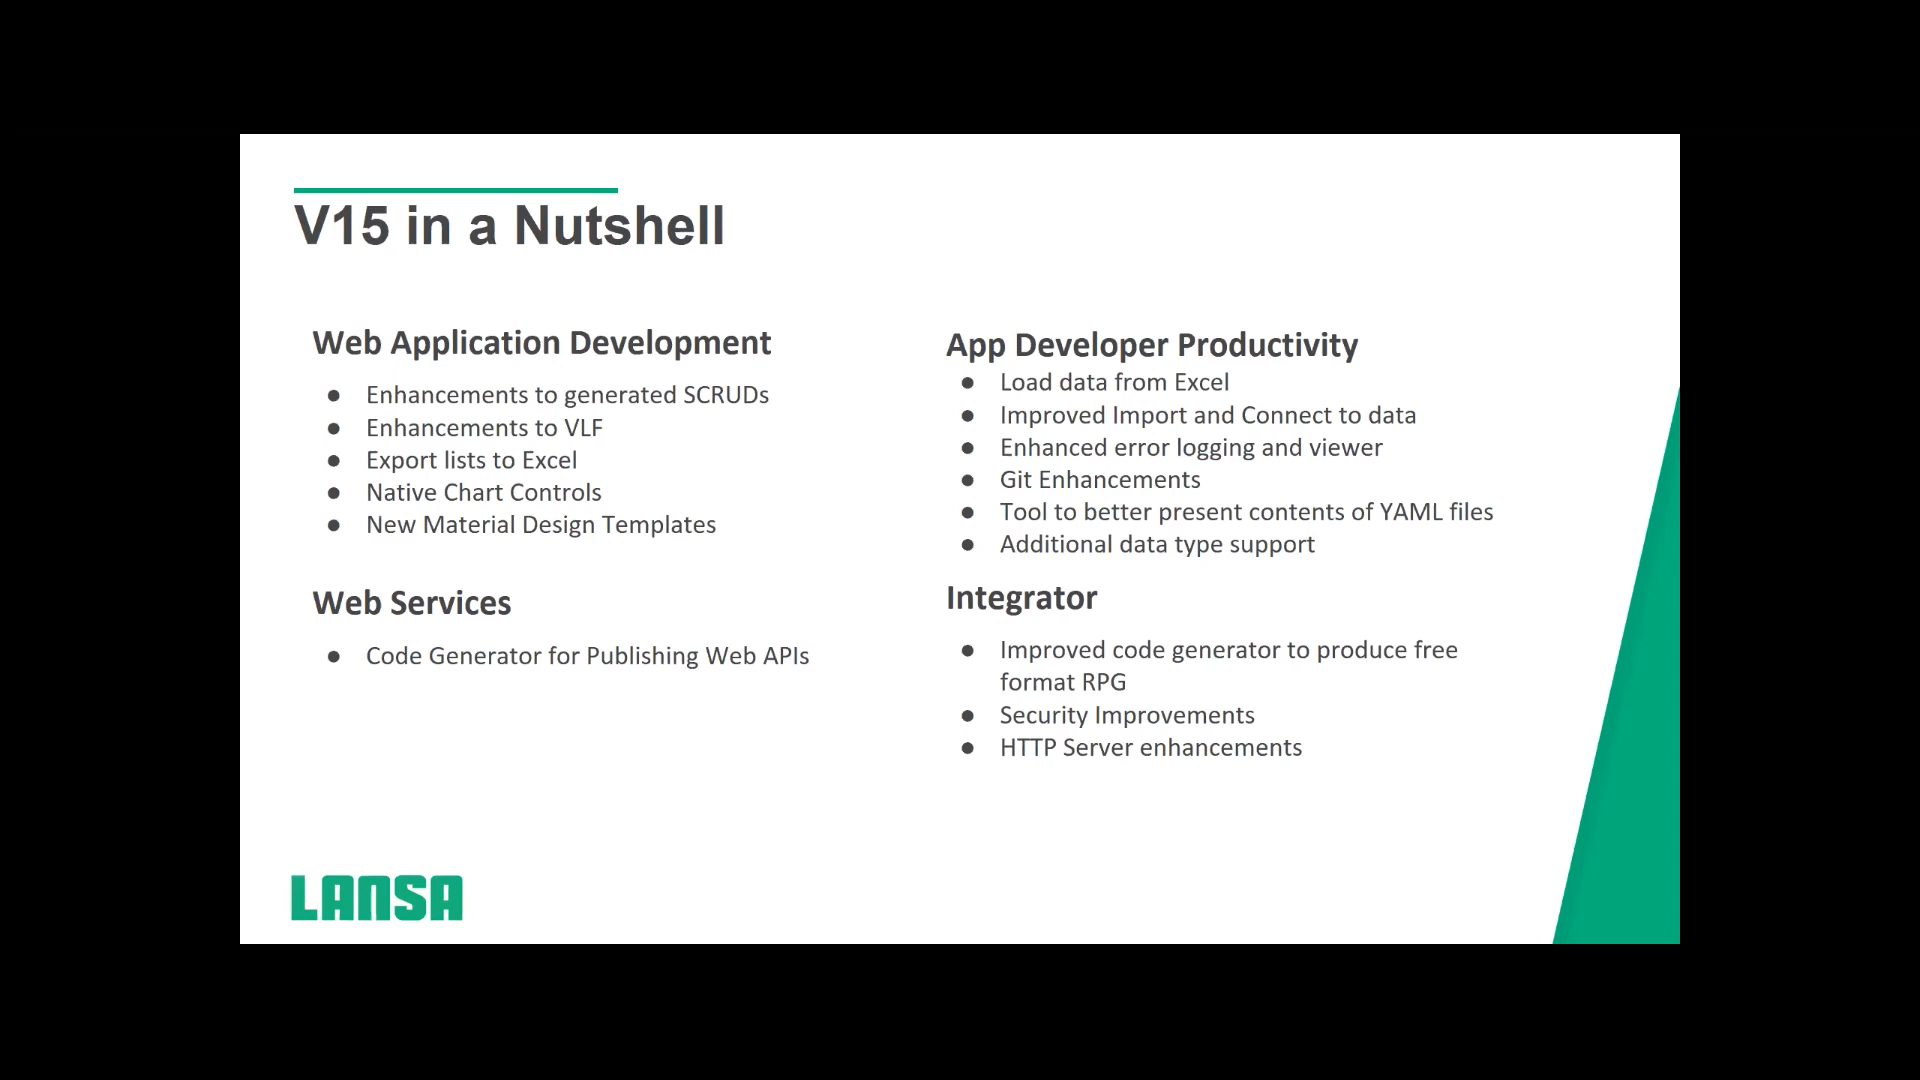 V15 in a Nutshell
Web Application Development
● Enhancements to generated SCRUDs
● Enhancements to VLF
● Export lists to Excel
● Native Chart Controls
● New Material Design Templates
Web Services
● Code Generator for Publishing Web APIs
App Developer Productivity
● Load data from Excel
● Improved Import and Connect to data
● Enhanced error logging and viewer
● Git Enhancements
● Tool to better present contents of YAML files
● Additional data type support
Integrator
● Improved code generator to produce free
format RPG
● Security Improvements
● HTTP Server enhancements
LANSA